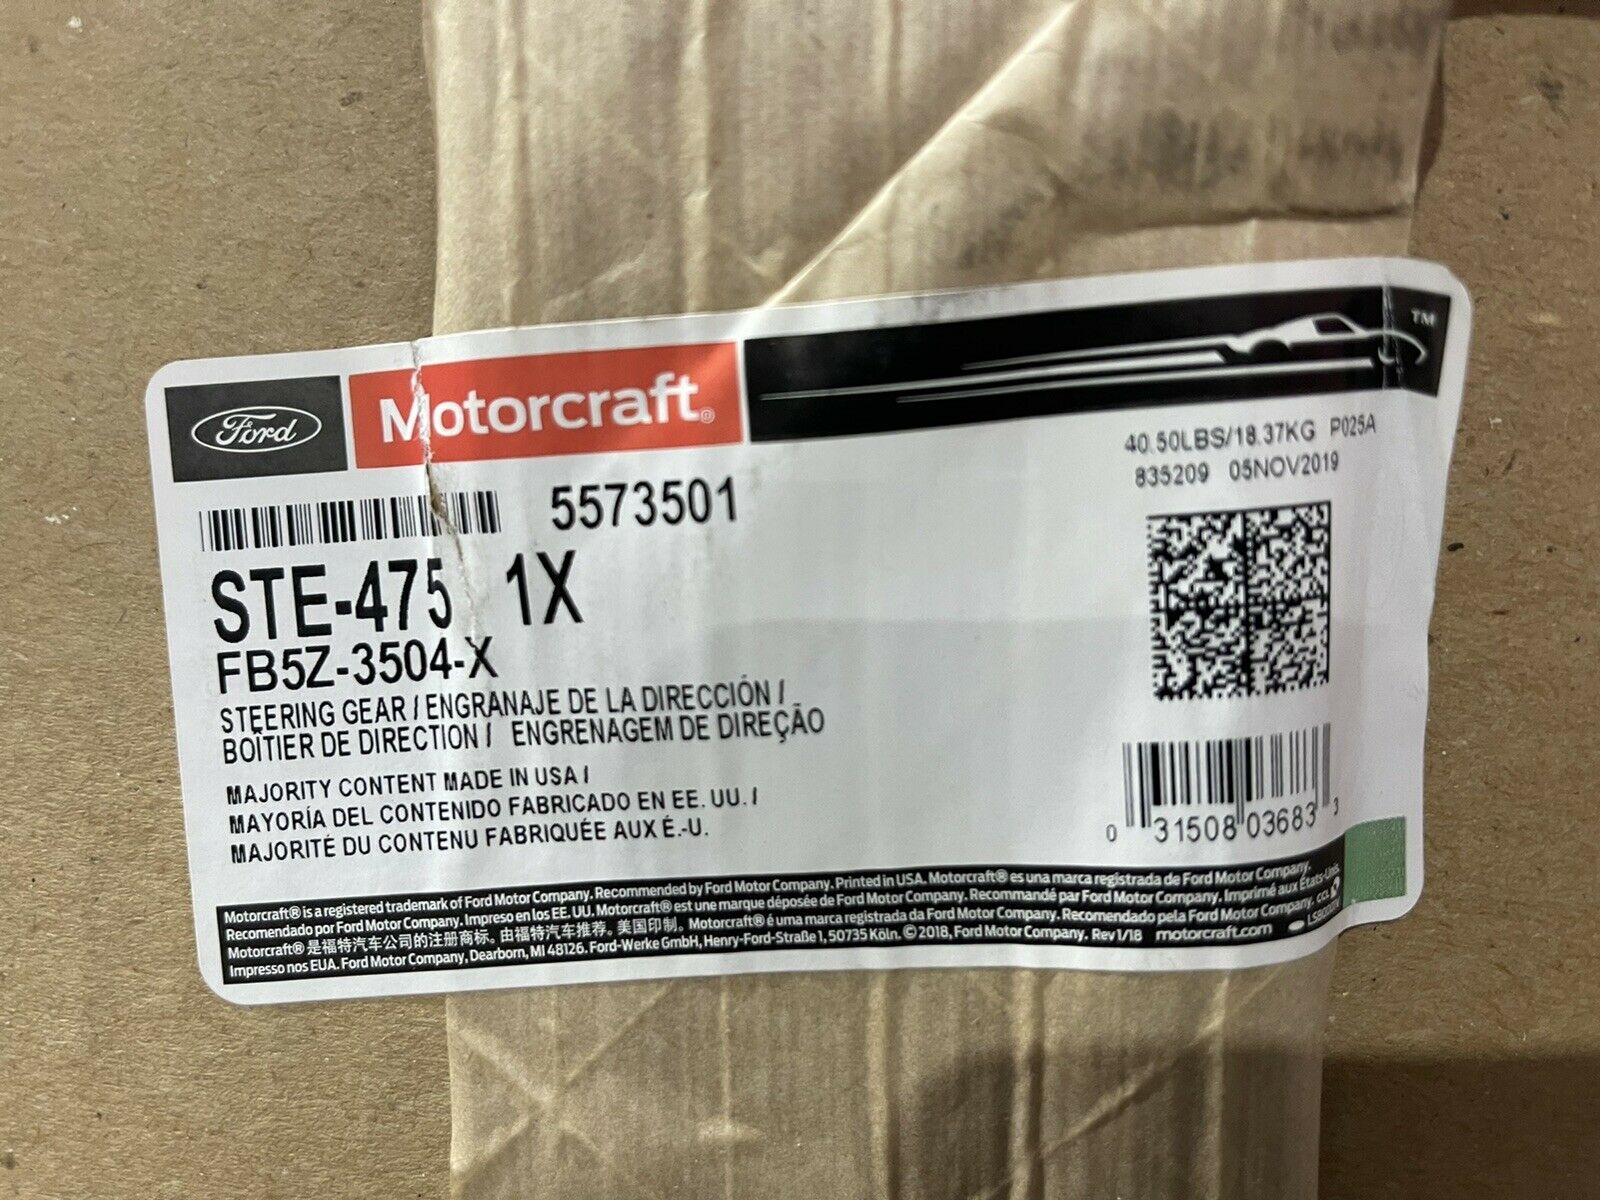 Ford Motorcraft® TM
40.50LBS/18.37KG P025A
835209 05NOV2019
5573501
STE-475 1X
FB5Z-3504-X
STEERING GEAR / ENGRANAJE DE LA DIRECCIÓN /
BOÎTIER DE DIRECTION / ENGRENAGEM DE DIREÇÃO
MAJORITY CONTENT MADE IN USA /
MAYORÍA DEL CONTENIDO FABRICADO EN EE. UU. /
MAJORITÉ DU CONTENU FABRIQUÉE AUX É.-U.
0 31508 03683 3
Motorcraft® is a registered trademark of Ford Motor Company. Recommended by Ford Motor Company. Printed in USA. Motorcraft® es una marca registrada de Ford Motor Company.
Recomendado por Ford Motor Company. Impreso en los EE. UU. Motorcraft® est une marque déposée de Ford Motor Company. Recommandé par Ford Motor Company. Imprimé aux États-Unis.
Motorcraft® 是福特汽车公司的注册商标。由福特汽车推荐。美国印制。Motorcraft® é uma marca registrada da Ford Motor Company. Recomendado pela Ford Motor Company. CCL
Impresso nos EUA. Ford Motor Company, Dearborn, MI 48126. Ford-Werke GmbH, Henry-Ford-Straße 1, 50735 Köln. © 2018, Ford Motor Company. Rev 1/18 motorcraft.com